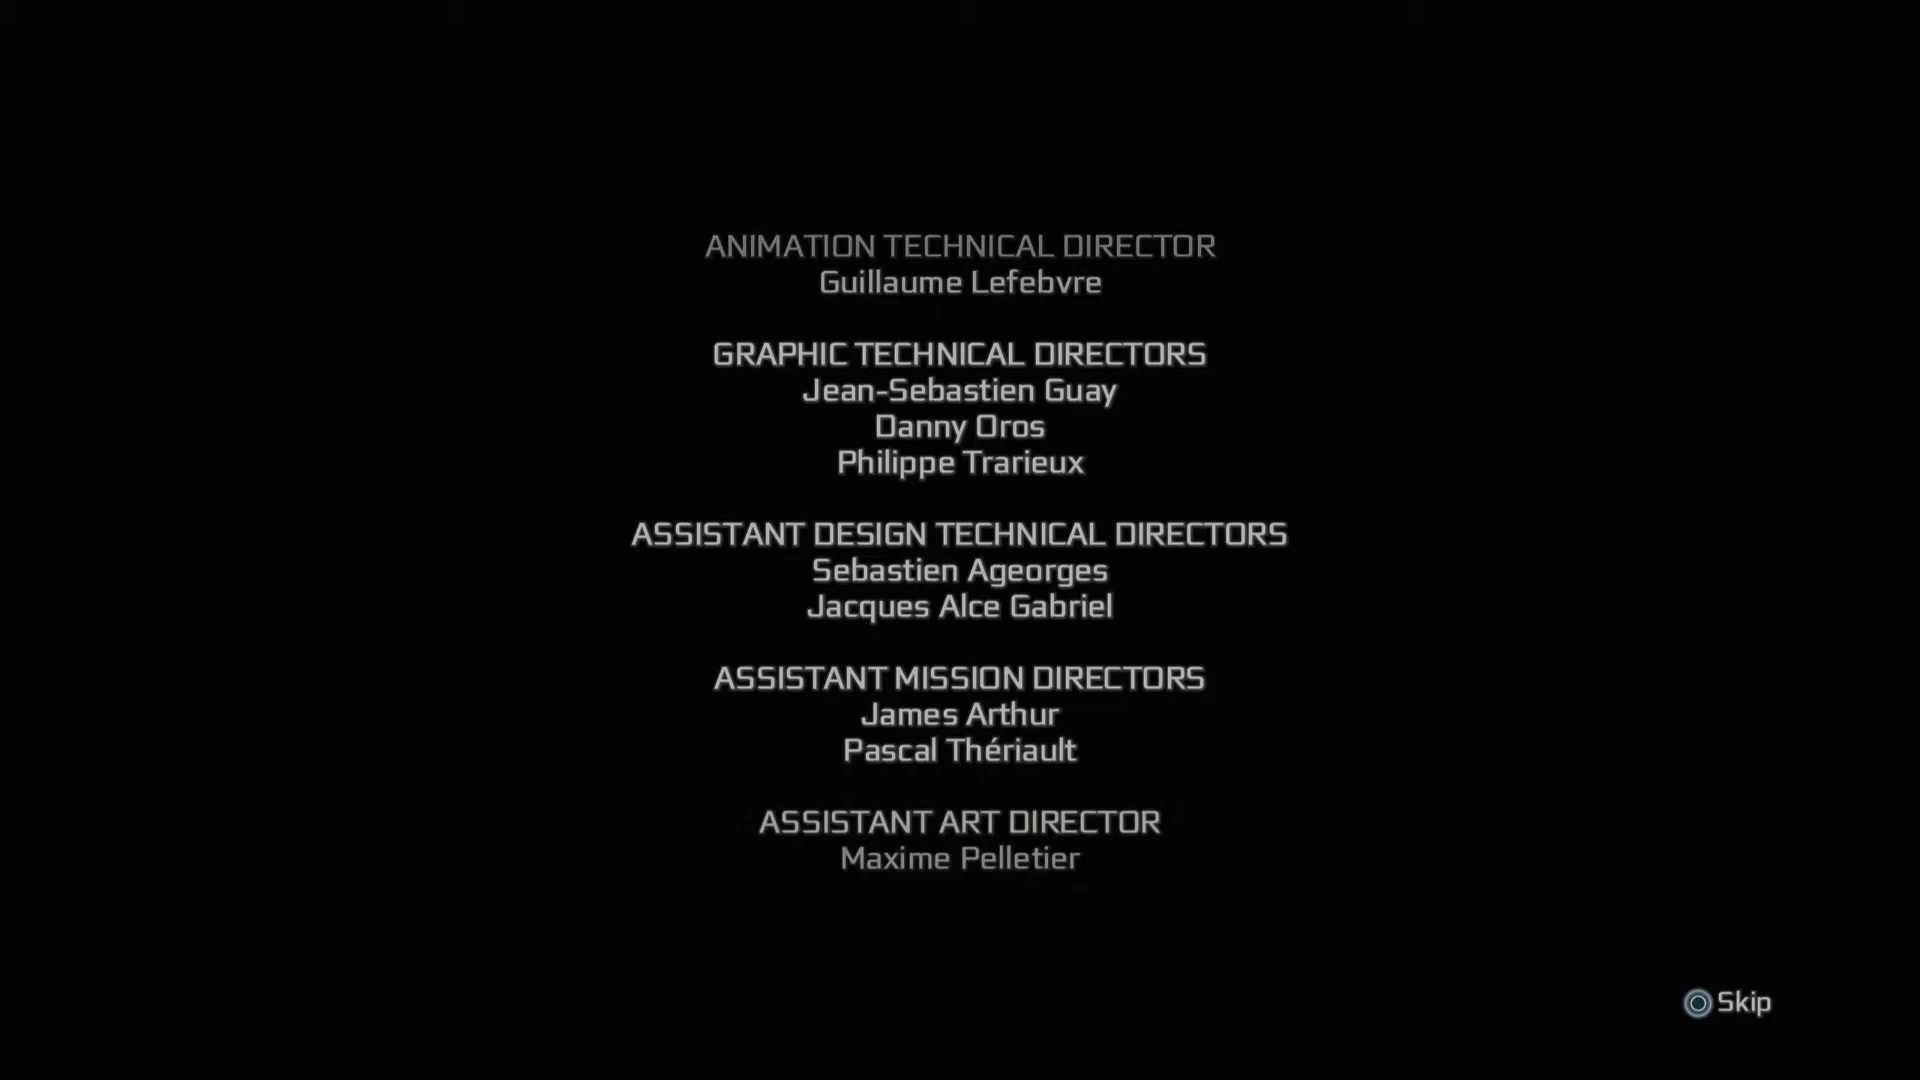 ANIMATION TECHNICAL DIRECTOR
Guillaume Lefebvre
GRAPHIC TECHNICAL DIRECTORS
Jean-Sebastien Guay
Danny Oros
Philippe Trarieux
ASSISTANT DESIGN TECHNICAL DIRECTORS
Sebastien Ageorges
Jacques Alce Gabriel
ASSISTANT MISSION DIRECTORS
James Arthur
Pascal Thériault
ASSISTANT ART DIRECTOR
Maxime Pelletier
Skip